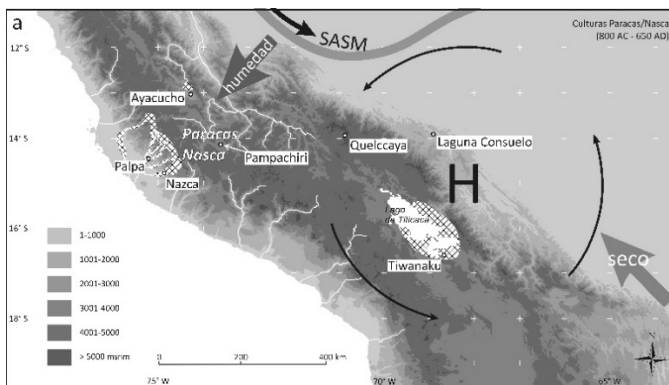 a
Culturas Paracas/Nasca
(800 AC - 650 AD)
SASM
humedad
12° S
Ayacucho
14° S
Paracas
Nasca
Quelccaya
Laguna Consuelo
Pampachiri
Palpa
Nazca
H
Lago
de Titicaca
16° S
Tiwanaku
seco
1-1000
1001-2000
2001-3000
3001-4000
4001-5000
> 5000 msnm
18° S
0 200 400 km
75° W
70° W
65° W